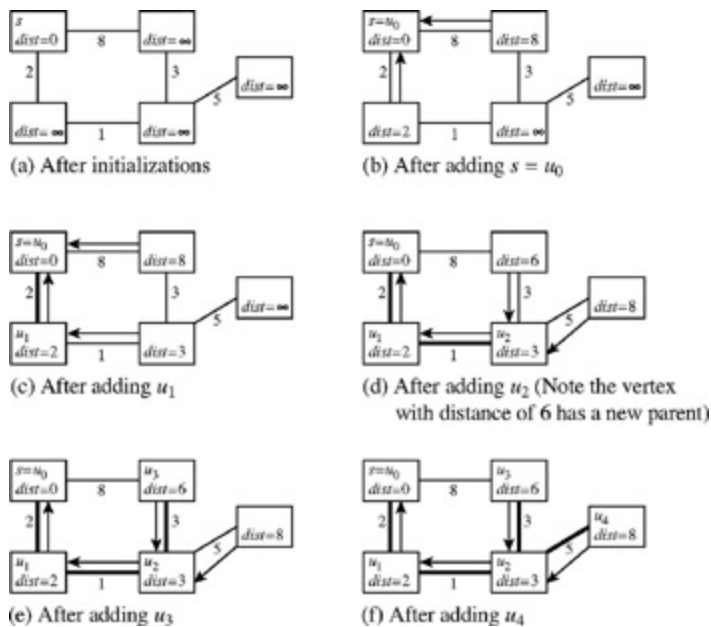 s
dist=0
8
dist=∞
2
3
dist=∞
5
dist=∞
1
dist=∞
(a) After initializations
s=u0
dist=0
8
dist=8
2
3
dist=∞
5
dist=2
1
dist=∞
(b) After adding s = u0
s=u0
dist=0
8
dist=8
2
3
dist=∞
5
u1
dist=2
1
dist=3
(c) After adding u1
s=u0
dist=0
8
dist=6
2
3
dist=8
5
u1
dist=2
1
u2
dist=3
(d) After adding u2 (Note the vertex
with distance of 6 has a new parent)
s=u0
dist=0
8
u3
dist=6
2
3
dist=8
5
u1
dist=2
1
u2
dist=3
(e) After adding u3
s=u0
dist=0
8
u3
dist=6
2
3
u4
dist=8
5
u1
dist=2
1
u2
dist=3
(f) After adding u4